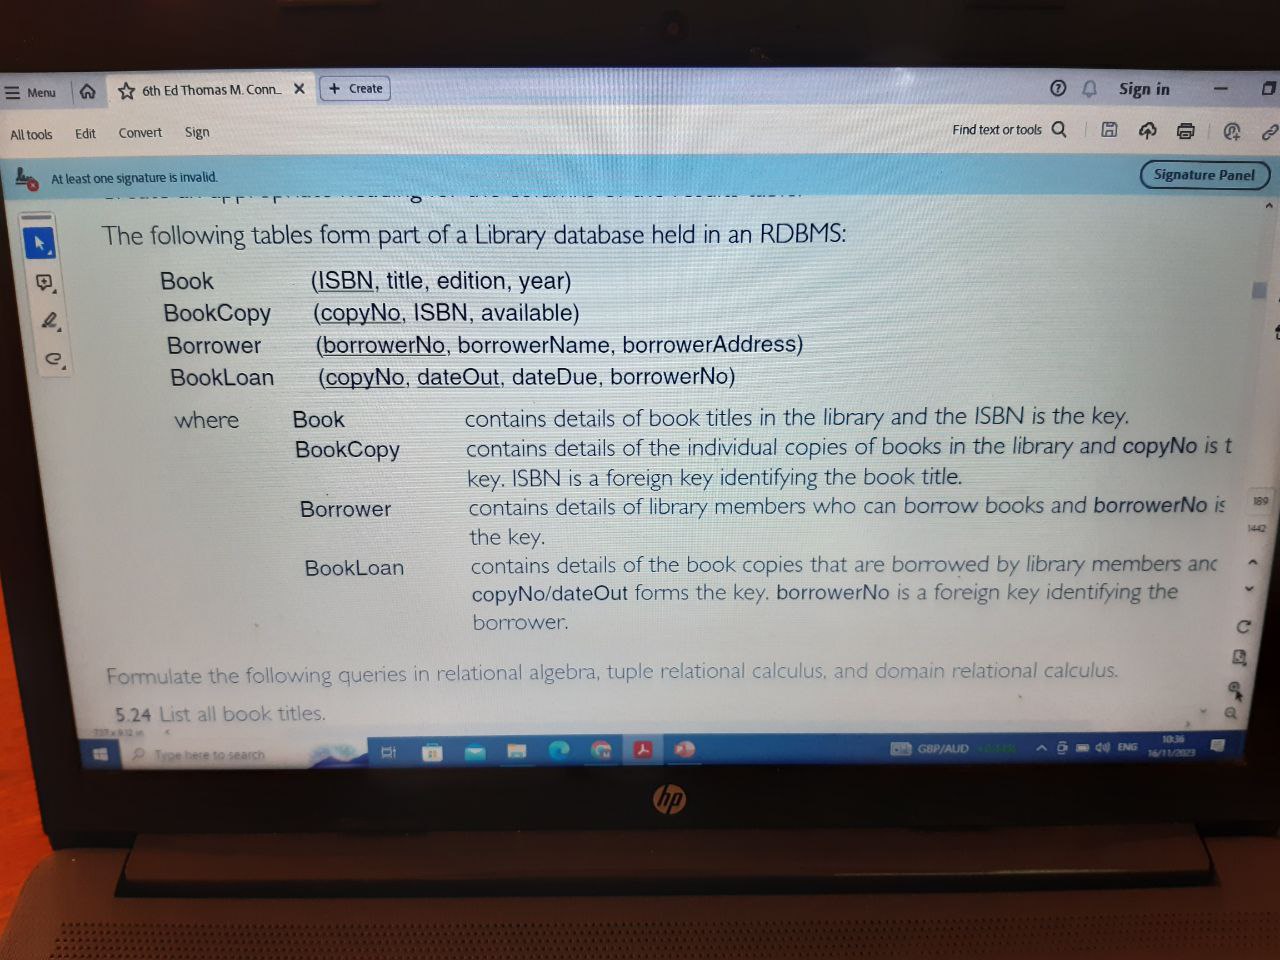 Menu
6th Ed Thomas M. Conn...
Create
Sign in
All tools Edit Convert Sign
Find text or tools
At least one signature is invalid.
Signature Panel
The following tables form part of a Library database held in an RDBMS:
Book (ISBN, title, edition, year)
BookCopy (copyNo, ISBN, available)
Borrower (borrowerNo, borrowerName, borrowerAddress)
BookLoan (copyNo, dateOut, dateDue, borrowerNo)
where Book contains details of book titles in the library and the ISBN is the key.
BookCopy contains details of the individual copies of books in the library and copyNo is t
key. ISBN is a foreign key identifying the book title.
Borrower contains details of library members who can borrow books and borrowerNo is
the key.
BookLoan contains details of the book copies that are borrowed by library members and
copyNo/dateOut forms the key. borrowerNo is a foreign key identifying the
borrower.
189
1442
Formulate the following queries in relational algebra, tuple relational calculus, and domain relational calculus.
5.24 List all book titles.
Type here to search
GBP/AUD
ENG
10:36
16/11/2023
hp